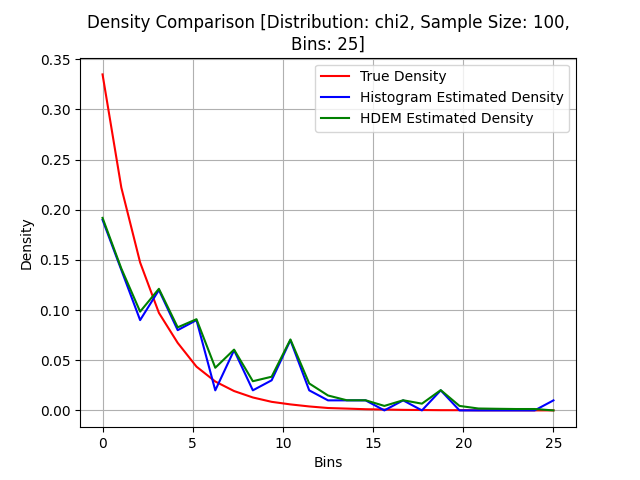 Density Comparison [Distribution: chi2, Sample Size: 100,
Bins: 25]
True Density
Histogram Estimated Density
HDEM Estimated Density
Density
0.35
0.30
0.25
0.20
0.15
0.10
0.05
0.00
0 5 10 15 20 25
Bins